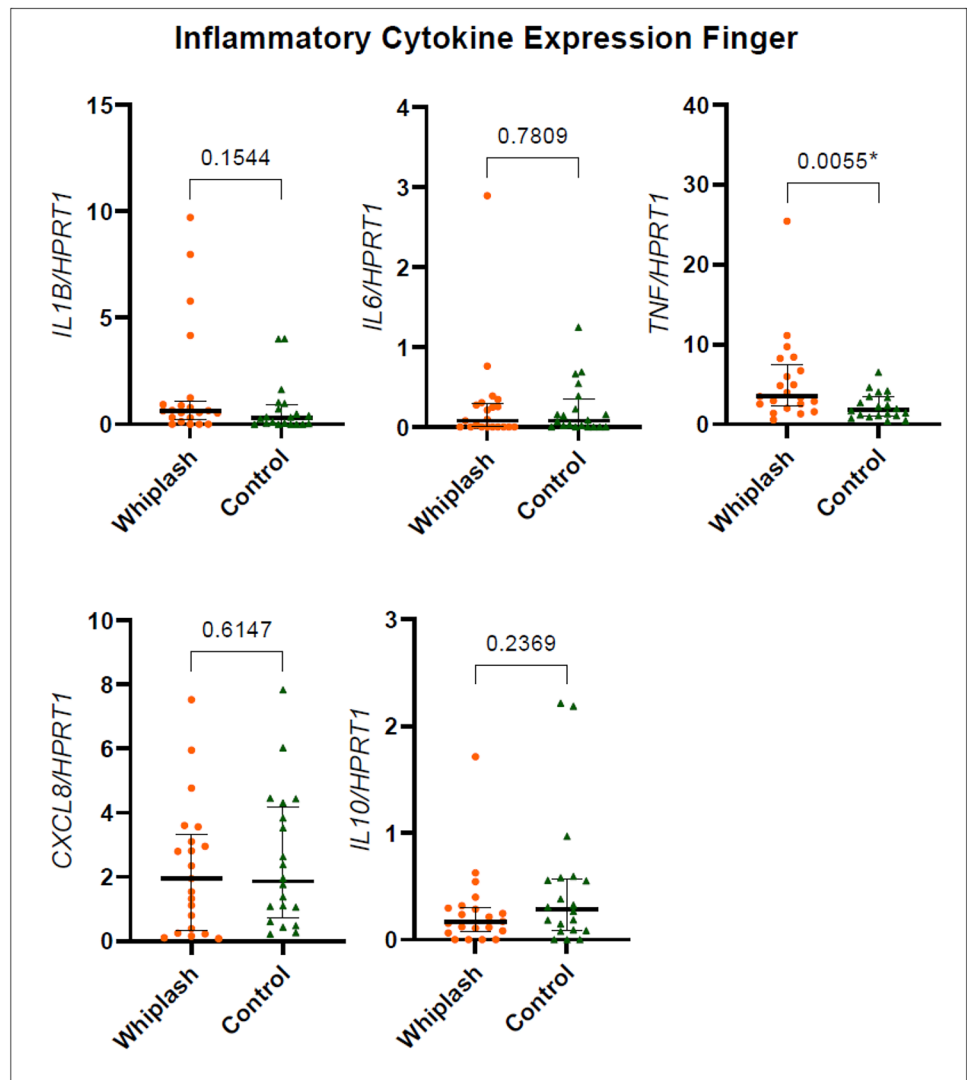 Inflammatory Cytokine Expression Finger
15
10
5
0
IL1B/HPRT1
0.1544
Whiplash
Control
4
3
2
1
0
IL6/HPRT1
0.7809
Whiplash
Control
40
30
20
10
0
TNF/HPRT1
0.0055*
Whiplash
Control
10
8
6
4
2
0
CXCL8/HPRT1
0.6147
Whiplash
Control
3
2
1
0
IL10/HPRT1
0.2369
Whiplash
Control